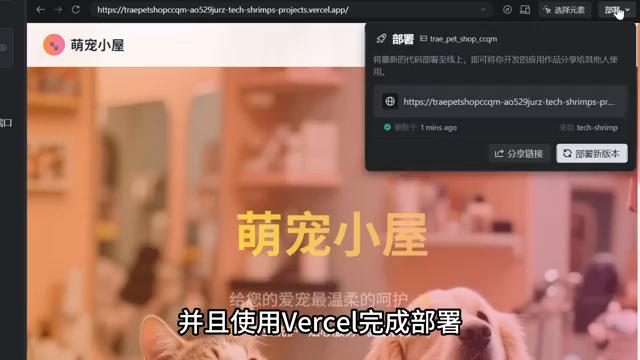 https://traepetshopccqm-ao529jurz-tech-shrimps-projects.vercel.app/
选择元素
部署
萌宠小屋
部署
trae_pet_shop_ccqm
将最新的代码部署至线上，即可将你开发的应用作品分享给其他人使用。
https://traepetshopccqm-ao529jurz-tech-shrimps-pr...
更新于 1 mins ago
来自 tech-shrimp
分享链接
部署新版本
端口
萌宠小屋
给您的爱宠最温柔的呵护
并且使用Vercel完成部署